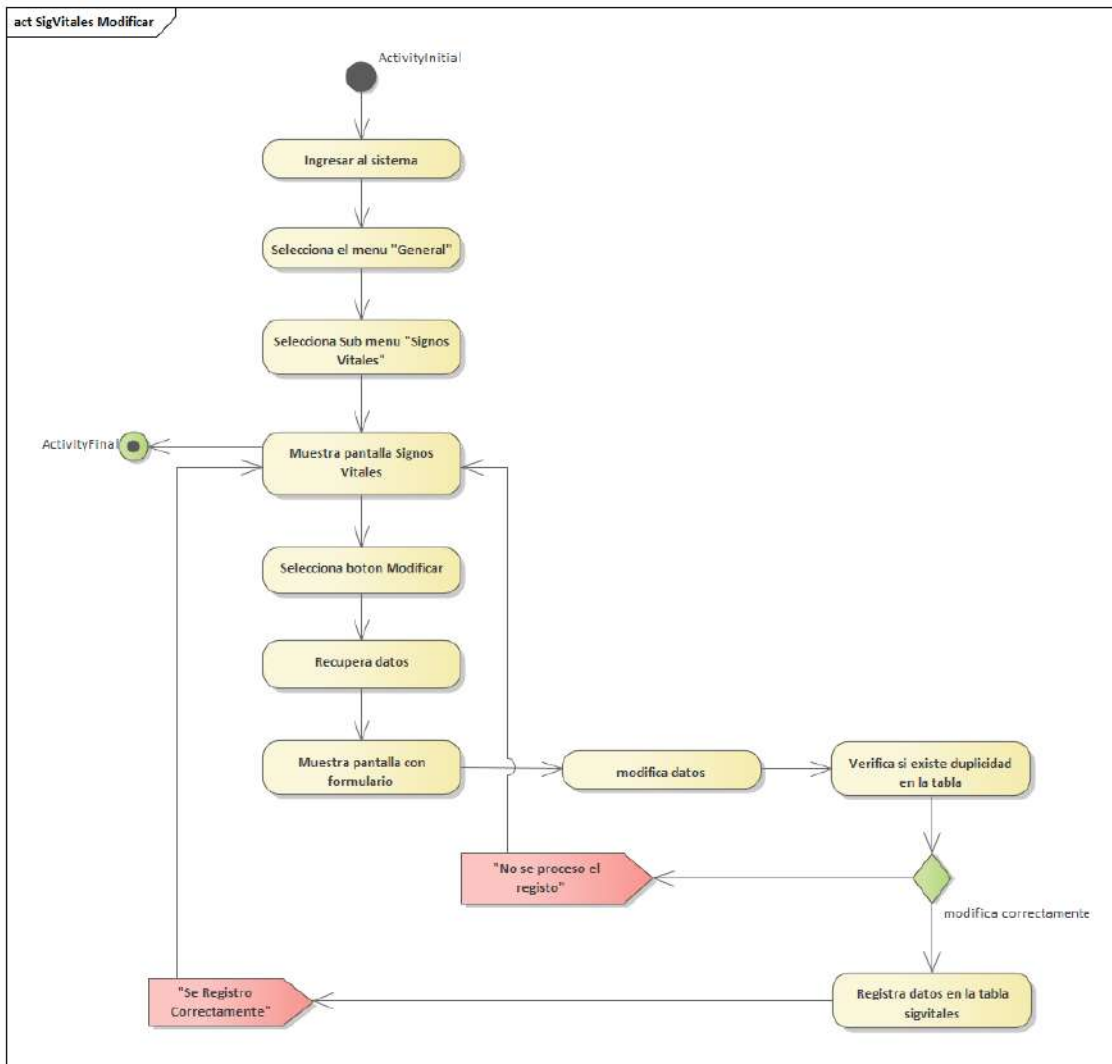 act SigVitales Modificar
ActivityInitial
Ingresar al sistema
Selecciona el menu "General"
Selecciona Sub menu "Signos
Vitales"
ActivityFinal
Muestra pantalla Signos
Vitales
Selecciona boton Modificar
Recupera datos
Muestra pantalla con
formulario
modifica datos
Verifica si existe duplicidad
en la tabla
"No se proceso el
registo"
modifica correctamente
"Se Registro
Correctamente"
Registra datos en la tabla
sigvitales